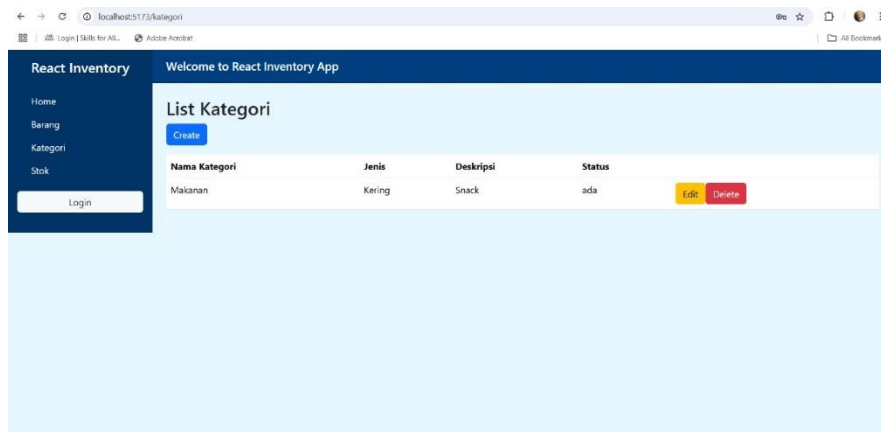 localhost:5173/kategori
Login | Skills for All...
Adobe Acrobat
All Bookmark
React Inventory
Welcome to React Inventory App
Home
Barang
Kategori
Stok
Login
List Kategori
Create
Nama Kategori Jenis Deskripsi Status
Makanan Kering Snack ada Edit Delete